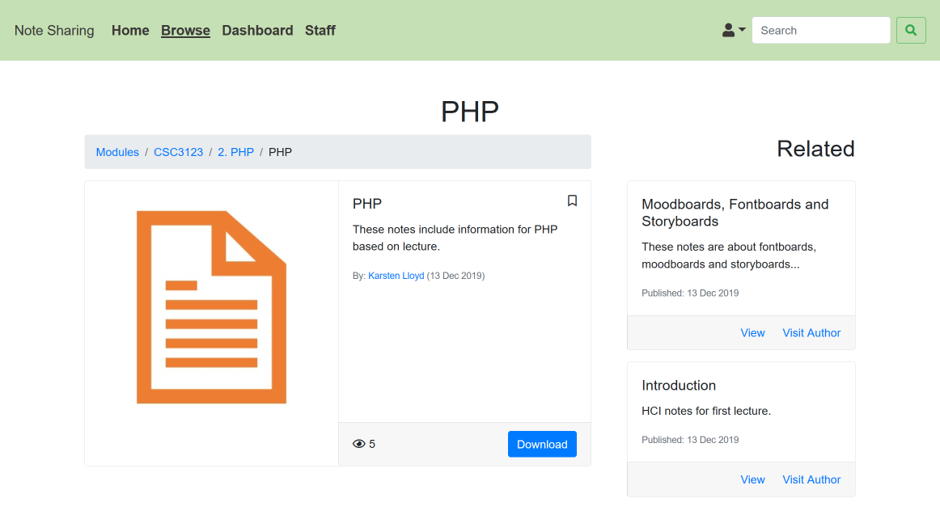 Note Sharing Home Browse Dashboard Staff Search
PHP
Modules / CSC3123 / 2. PHP / PHP
PHP
These notes include information for PHP
based on lecture.
By: Karsten Lloyd (13 Dec 2019)
5 Download
Related
Moodboards, Fontboards and
Storyboards
These notes are about fontboards,
moodboards and storyboards...
Published: 13 Dec 2019
View Visit Author
Introduction
HCI notes for first lecture.
Published: 13 Dec 2019
View Visit Author